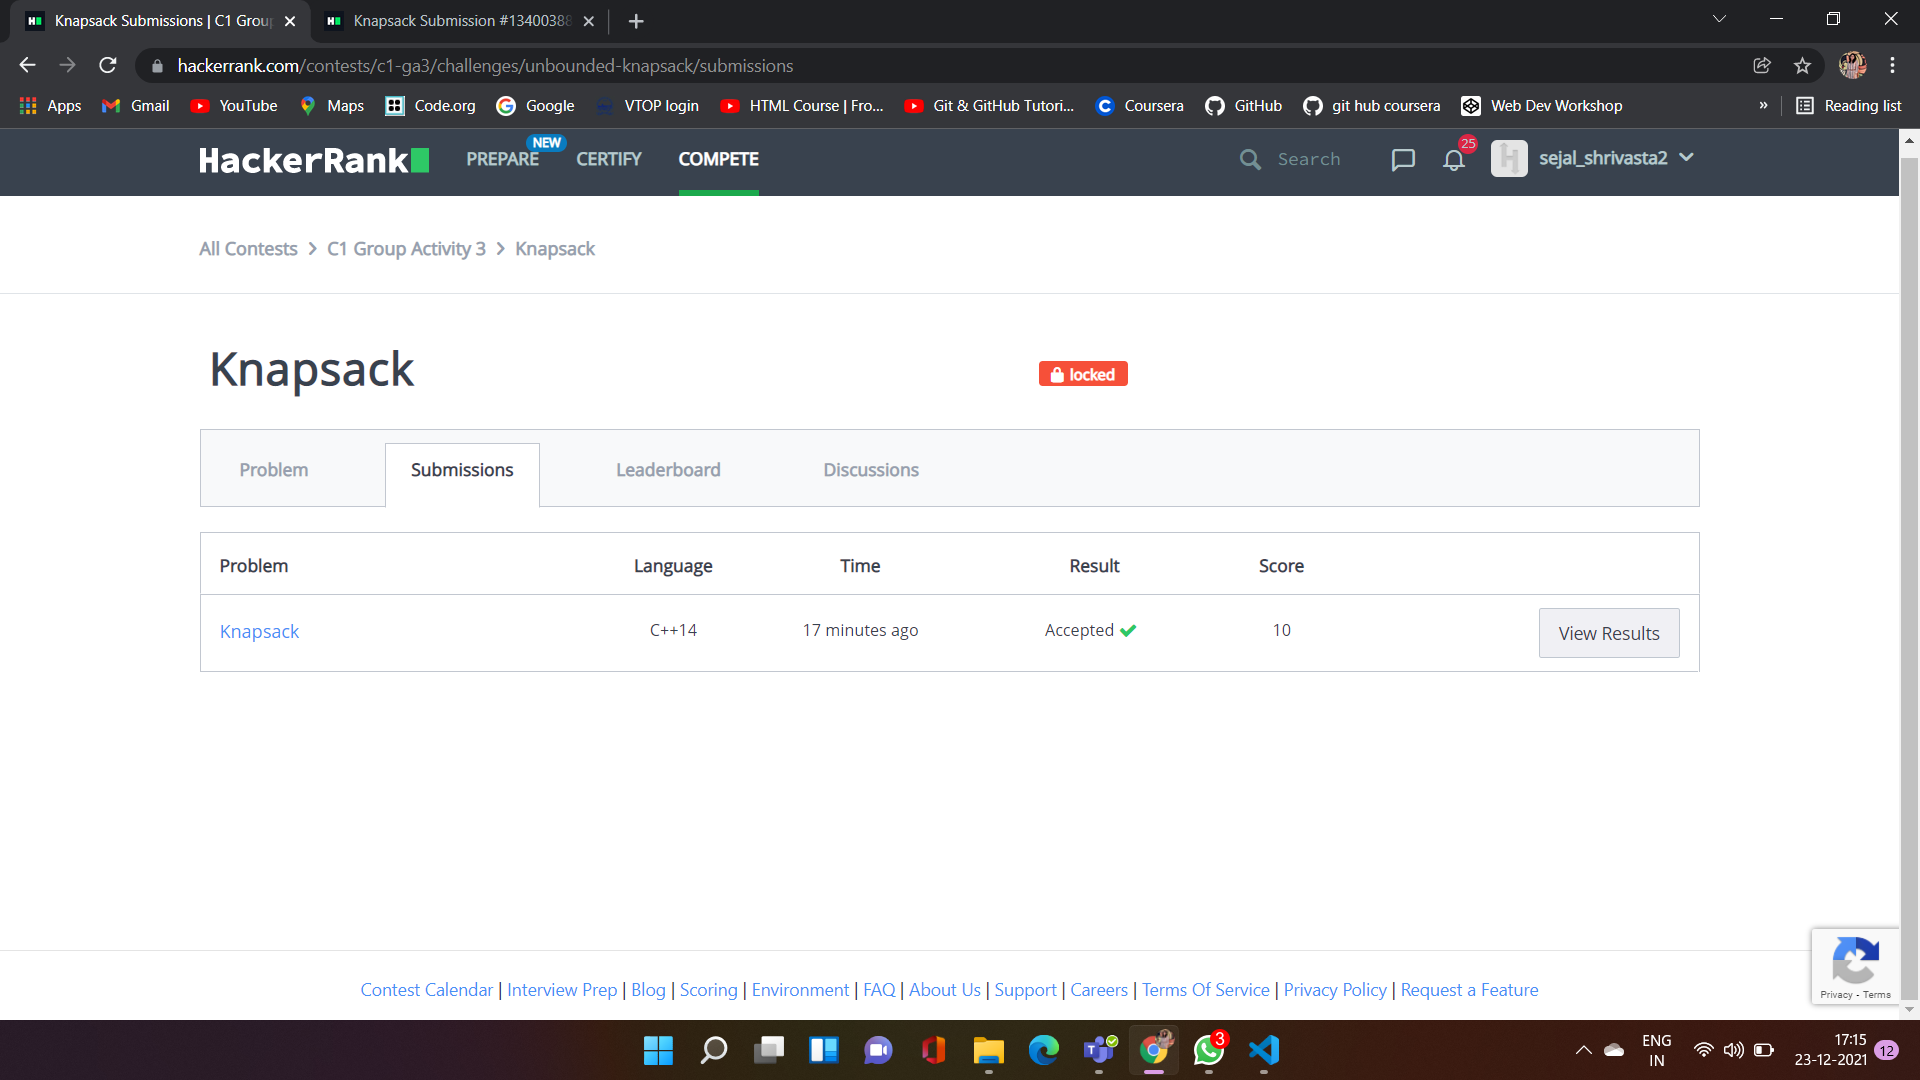 Knapsack Submissions | C1 Grou
Knapsack Submission #13400388
hackerrank.com/contests/c1-ga3/challenges/unbounded-knapsack/submissions
Apps Gmail YouTube Maps Code.org Google VTOP login HTML Course | Fro... Git & GitHub Tutori... Coursera GitHub git hub coursera Web Dev Workshop » Reading list
HackerRank PREPARE NEW CERTIFY COMPETE Search 25 sejal_shrivasta2
All Contests > C1 Group Activity 3 > Knapsack
Knapsack locked
Problem Submissions Leaderboard Discussions
Problem Language Time Result Score
Knapsack C++14 17 minutes ago Accepted 10 View Results
Privacy - Terms
Contest Calendar | Interview Prep | Blog | Scoring | Environment | FAQ | About Us | Support | Careers | Terms Of Service | Privacy Policy | Request a Feature
3
ENG
IN
17:15
23-12-2021
12